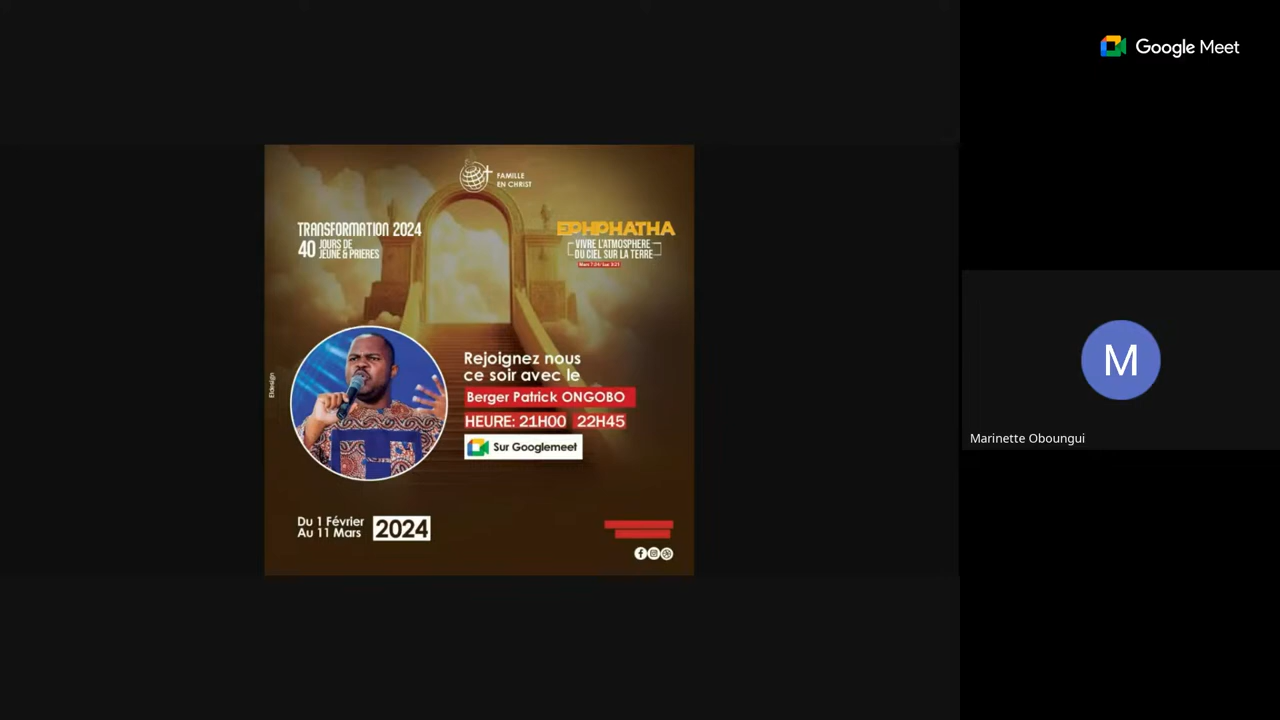 Google Meet
FAMILLE
EN CHRIST
TRANSFORMATION 2024
40 JOURS DE
JEUNE & PRIERES
EPHPHATHA
VIVRE L'ATMOSPHERE
DU CIEL SUR LA TERRE
Eldesign
Rejoignez nous
ce soir avec le
Berger Patrick ONGOBO
HEURE: 21H00 22H45
Sur Googlemeet
Du 1 Février
Au 11 Mars 2024
M
Marinette Oboungui